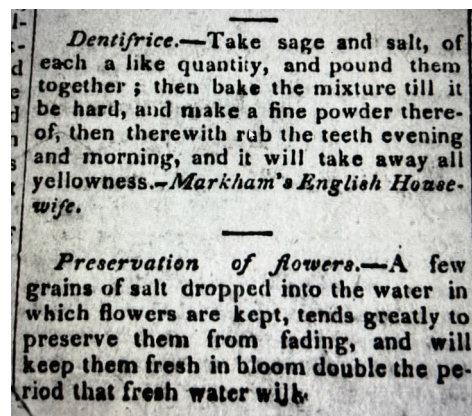 Dentifrice.—Take sage and salt, of
each a like quantity, and pound them
together ; then bake the mixture till it
be hard, and make a fine powder there-
of, then therewith rub the teeth evening
and morning, and it will take away all
yellowness.—Markham's English House-
wife.
Preservation of flowers.—A few
grains of salt dropped into the water in
which flowers are kept, tends greatly to
preserve them from fading, and will
keep them fresh in bloom double the pe-
riod that fresh water will.